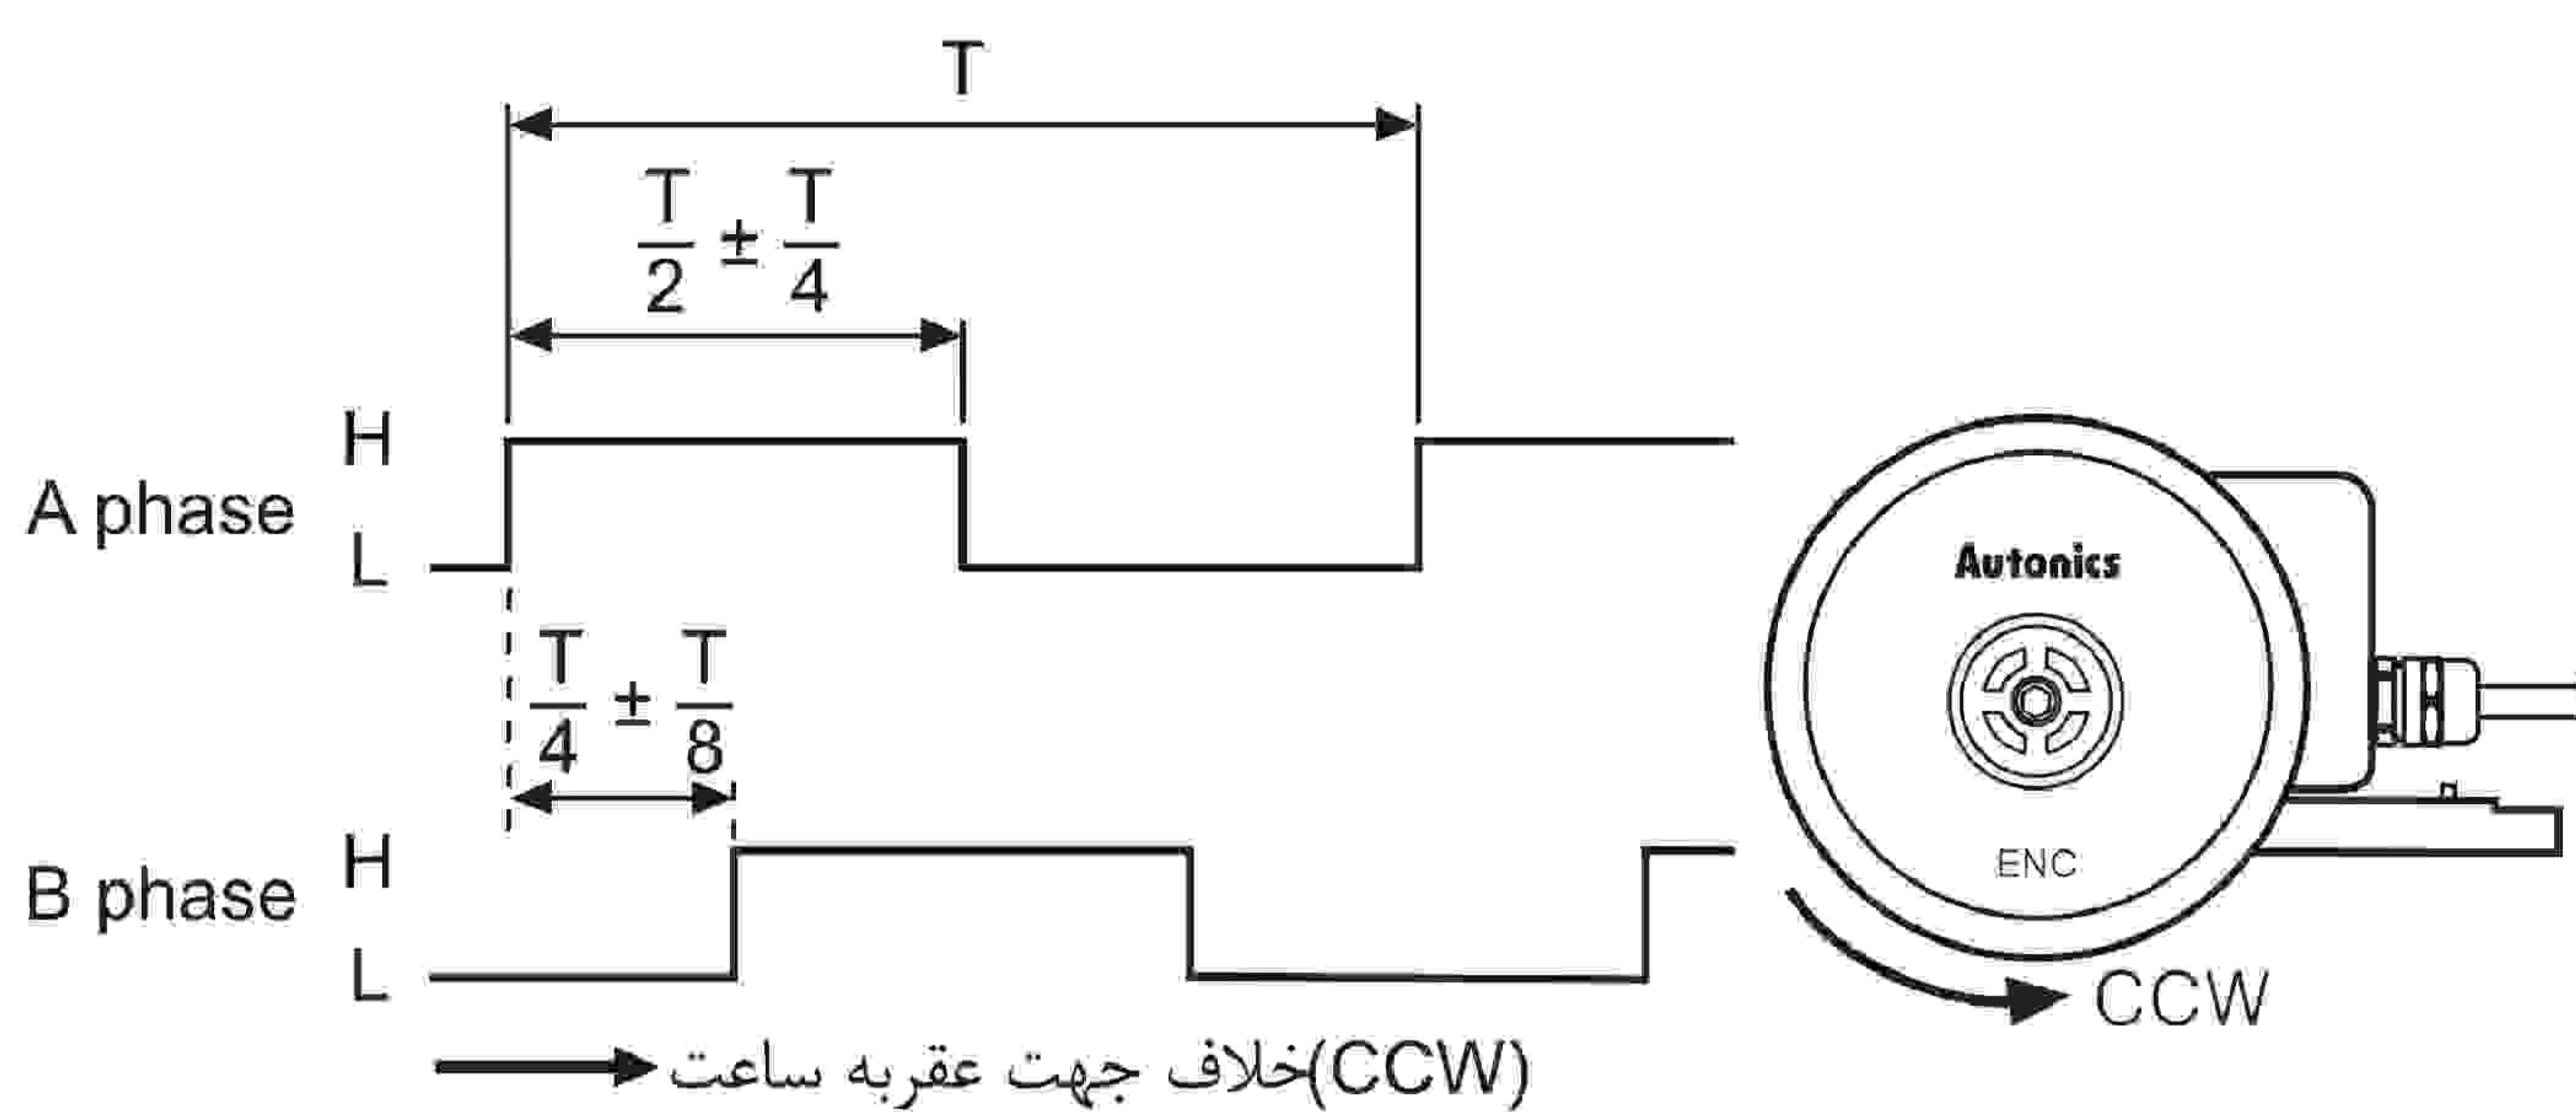 T
T/2 ± T/4
H
A phase
L
Autonics
T/4 ± T/8
H
B phase
L
ENC
CCW
خلاف جهت عقربه ساعت(CCW)